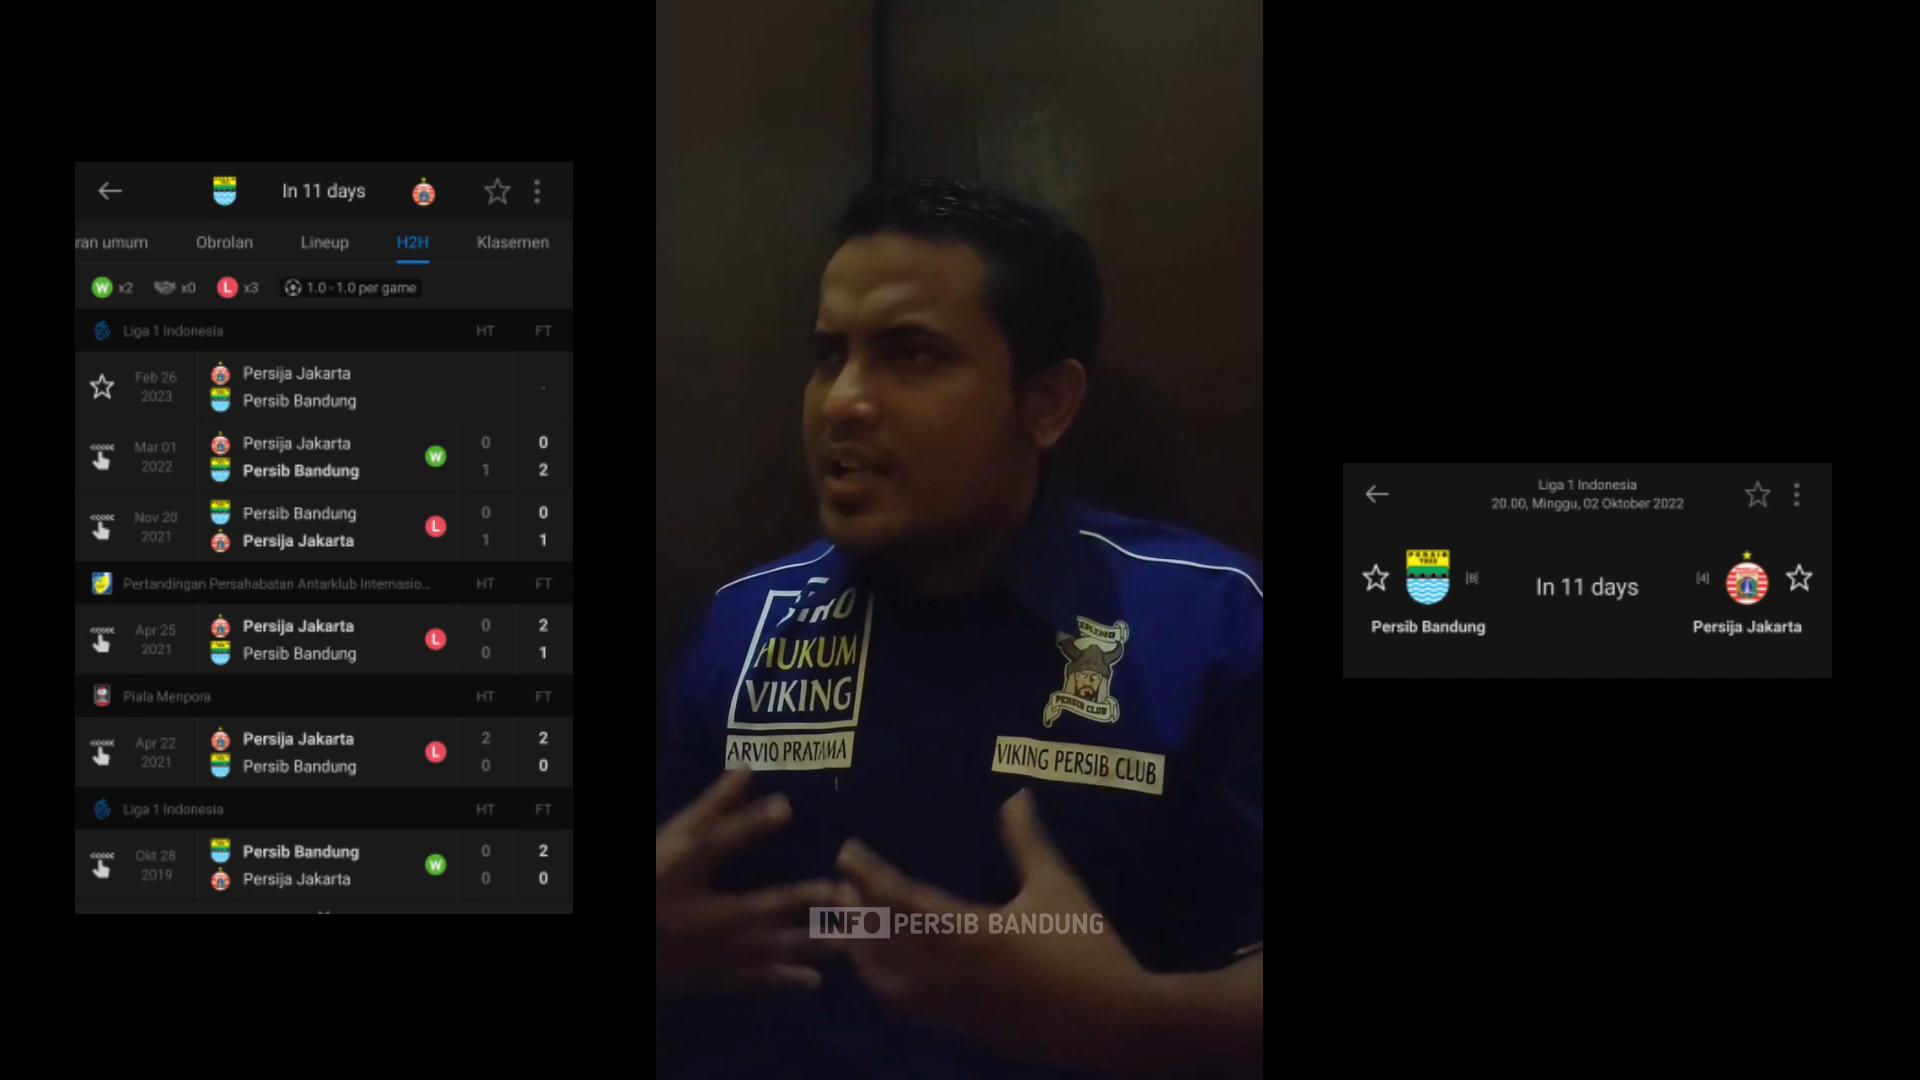 In 11 days
ran umum Obrolan Lineup H2H Klasemen
W x2 x0 L x3 1.0 - 1.0 per game
Liga 1 Indonesia HT FT
Feb 26 2023
Persija Jakarta
Persib Bandung
-
Mar 01 2022
Persija Jakarta 0 0
Persib Bandung 1 2
W
Nov 20 2021
Persib Bandung 0 0
Persija Jakarta 1 1
L
Pertandingan Persahabatan Antarklub Internasio... HT FT
Apr 25 2021
Persija Jakarta 0 2
Persib Bandung 0 1
L
Piala Menpora HT FT
Apr 22 2021
Persija Jakarta 2 2
Persib Bandung 0 0
L
Liga 1 Indonesia HT FT
Okt 28 2019
Persib Bandung 0 2
Persija Jakarta 0 0
W
HUKUM
VIKING
ARVIO PRATAMA
VIKING
PERSIB CLUB
VIKING PERSIB CLUB
INFO PERSIB BANDUNG
Liga 1 Indonesia
20.00, Minggu, 02 Oktober 2022
PERSIB
[8] In 11 days [4]
Persib Bandung Persija Jakarta